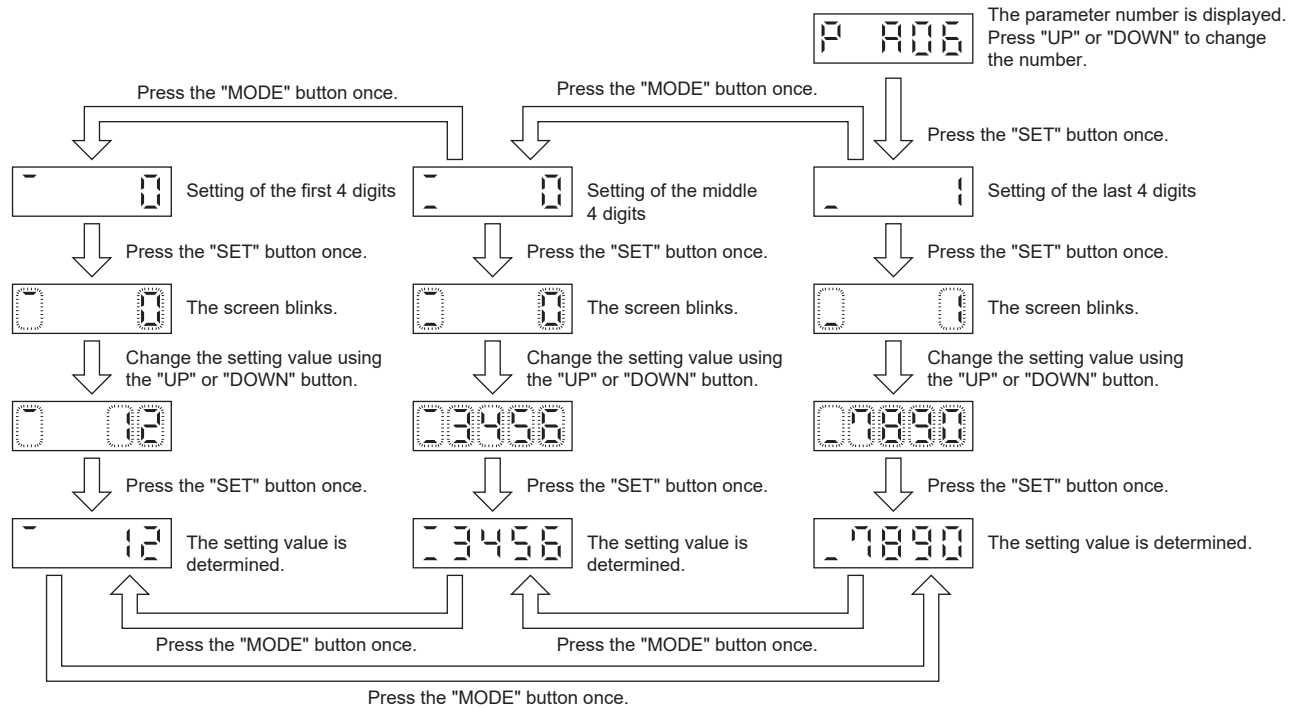 P A06
The parameter number is displayed.
Press "UP" or "DOWN" to change
the number.
Press the "MODE" button once.
Press the "MODE" button once.
Press the "SET" button once.
0
Setting of the first 4 digits
0
Setting of the middle
4 digits
_ 1
Setting of the last 4 digits
Press the "SET" button once.
Press the "SET" button once.
Press the "SET" button once.
0
The screen blinks.
0
The screen blinks.
_ 1
The screen blinks.
Change the setting value using
the "UP" or "DOWN" button.
Change the setting value using
the "UP" or "DOWN" button.
Change the setting value using
the "UP" or "DOWN" button.
12
3456
_7890
Press the "SET" button once.
Press the "SET" button once.
Press the "SET" button once.
12
The setting value is
determined.
3456
The setting value is
determined.
_7890
The setting value is determined.
Press the "MODE" button once.
Press the "MODE" button once.
Press the "MODE" button once.